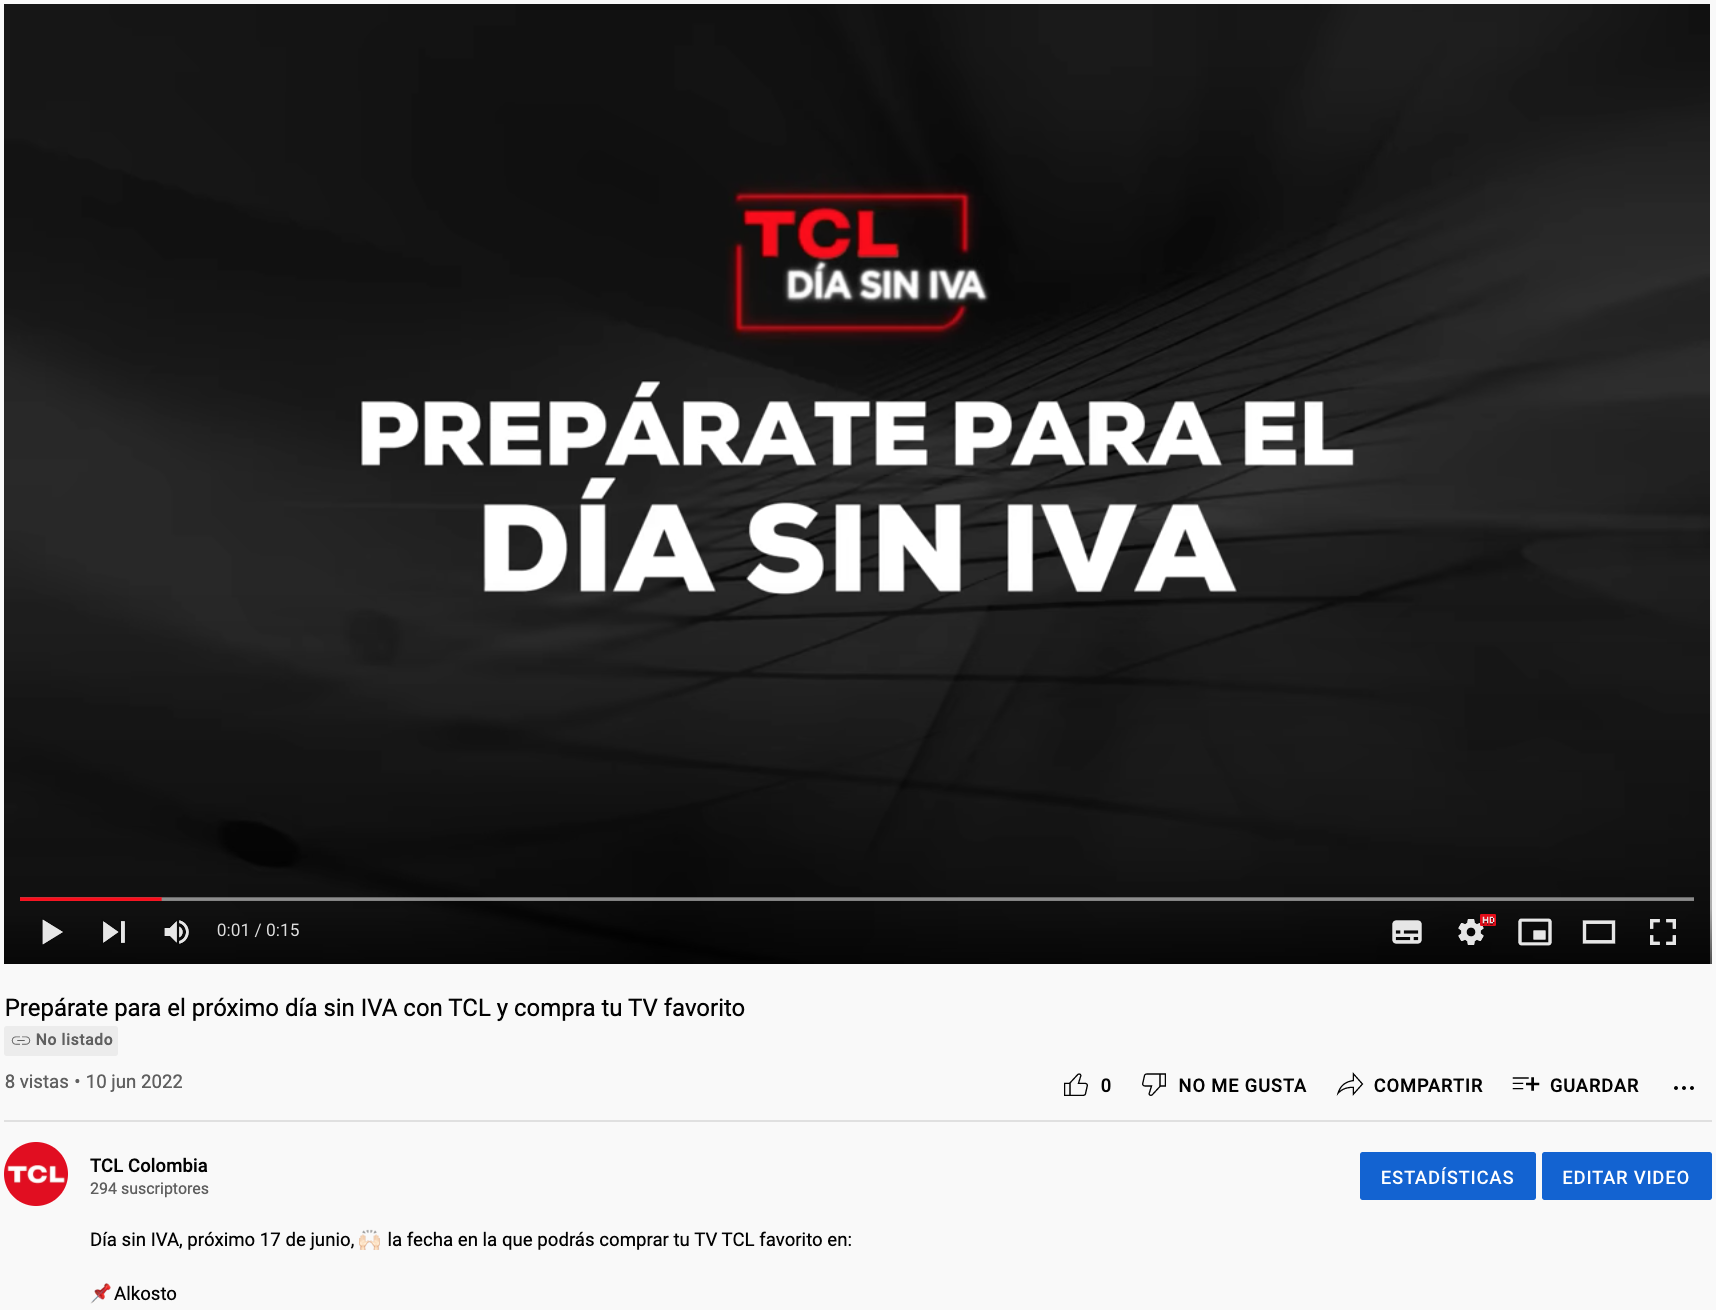 TCL
DÍA SIN IVA
PREPÁRATE PARA EL
DÍA SIN IVA
0:01 / 0:15
HD
Prepárate para el próximo día sin IVA con TCL y compra tu TV favorito
No listado
8 vistas • 10 jun 2022
0 NO ME GUSTA COMPARTIR GUARDAR
TCL
TCL Colombia
294 suscriptores
ESTADÍSTICAS EDITAR VIDEO
Día sin IVA, próximo 17 de junio, 🙌🏻 la fecha en la que podrás comprar tu TV TCL favorito en:
📌 Alkosto